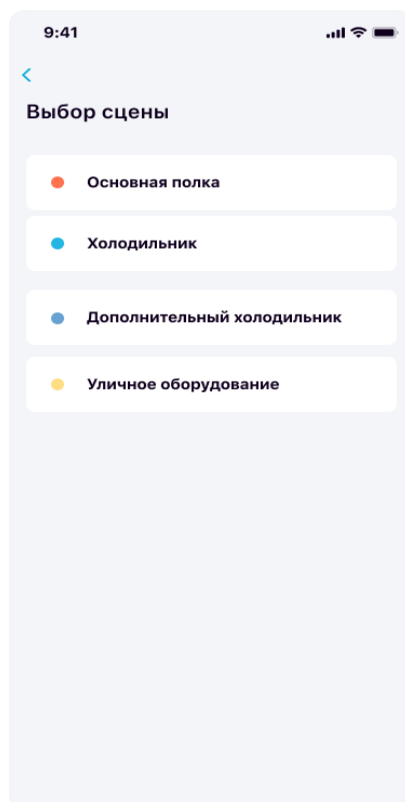 9:41
Выбор сцены
Основная полка
Холодильник
Дополнительный холодильник
Уличное оборудование